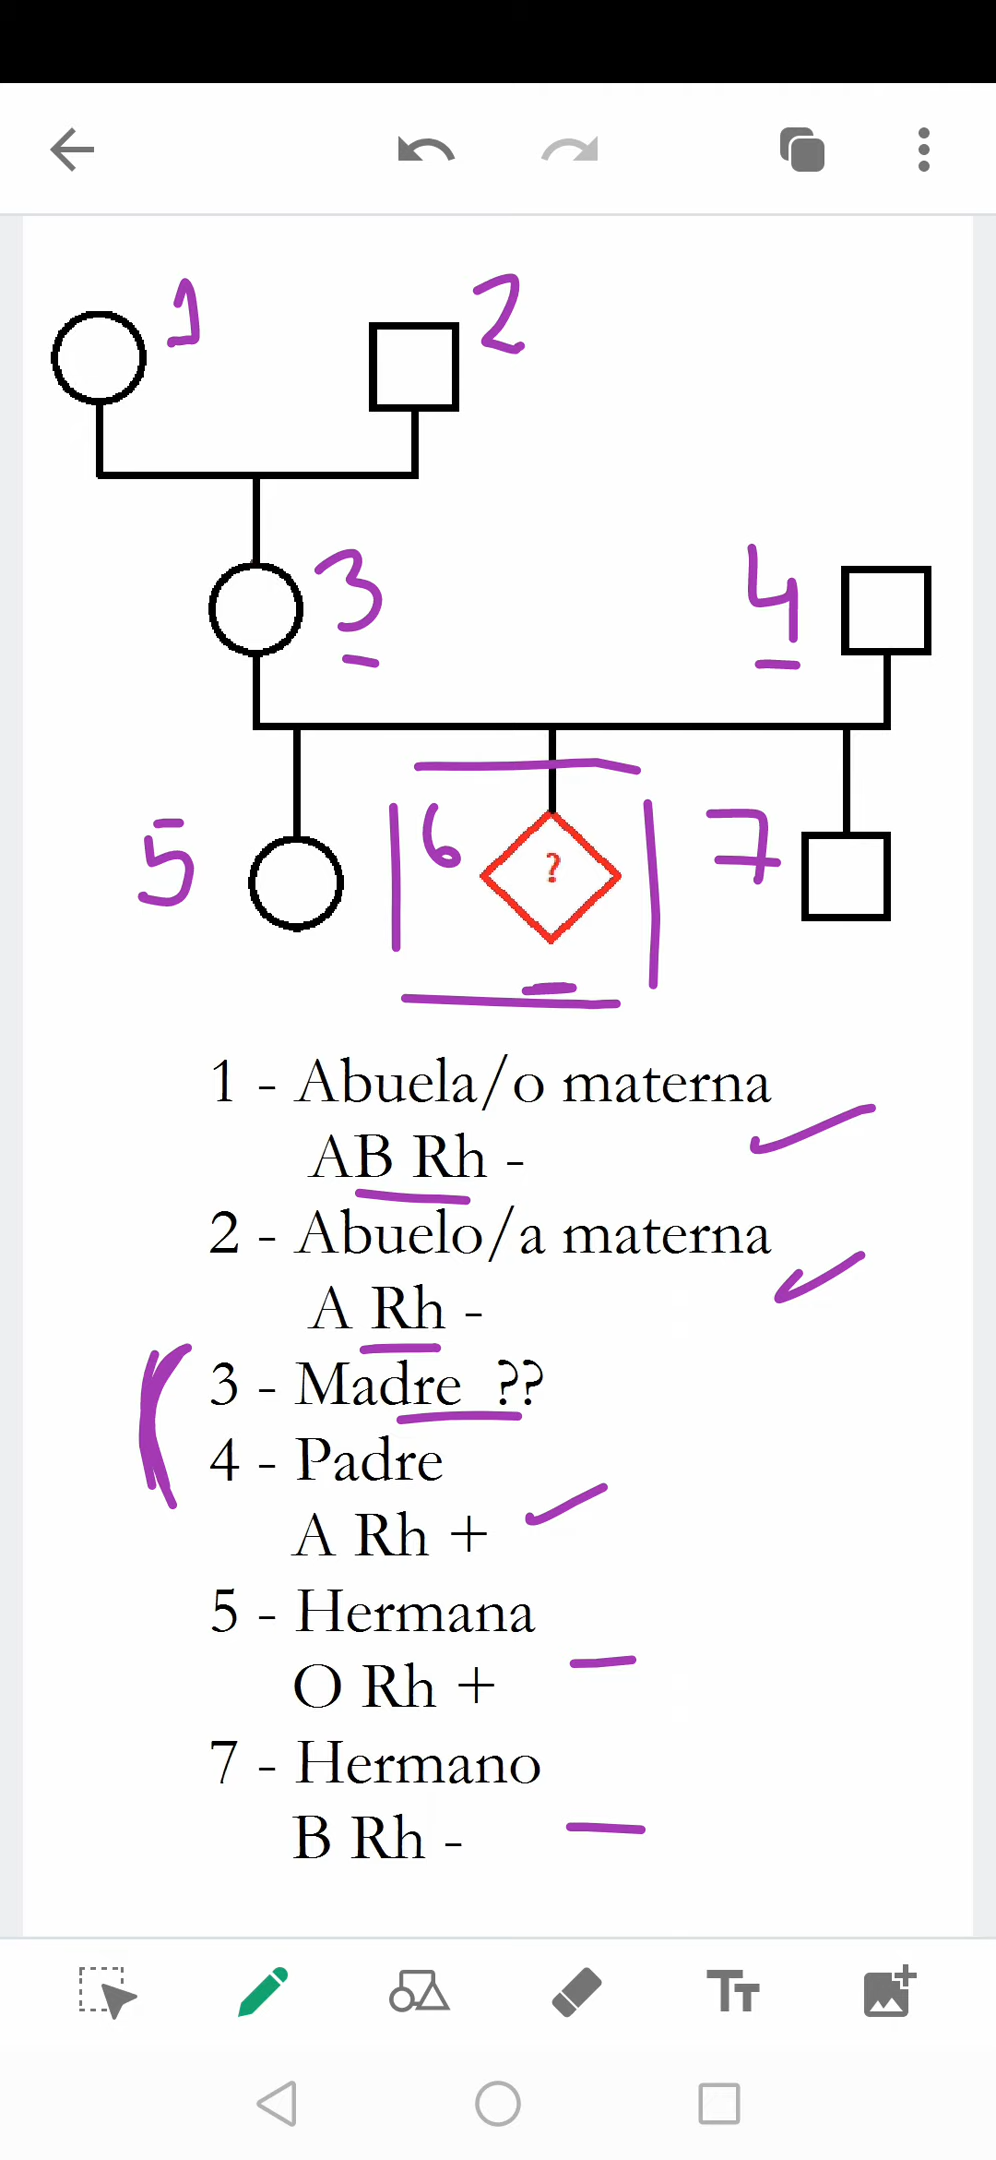 1
2
3
4
5
6
?
7
1 - Abuela/o materna
AB Rh -
2 - Abuelo/a materna
A Rh -
3 - Madre ??
4 - Padre
A Rh +
5 - Hermana
O Rh +
7 - Hermano
B Rh -
TT